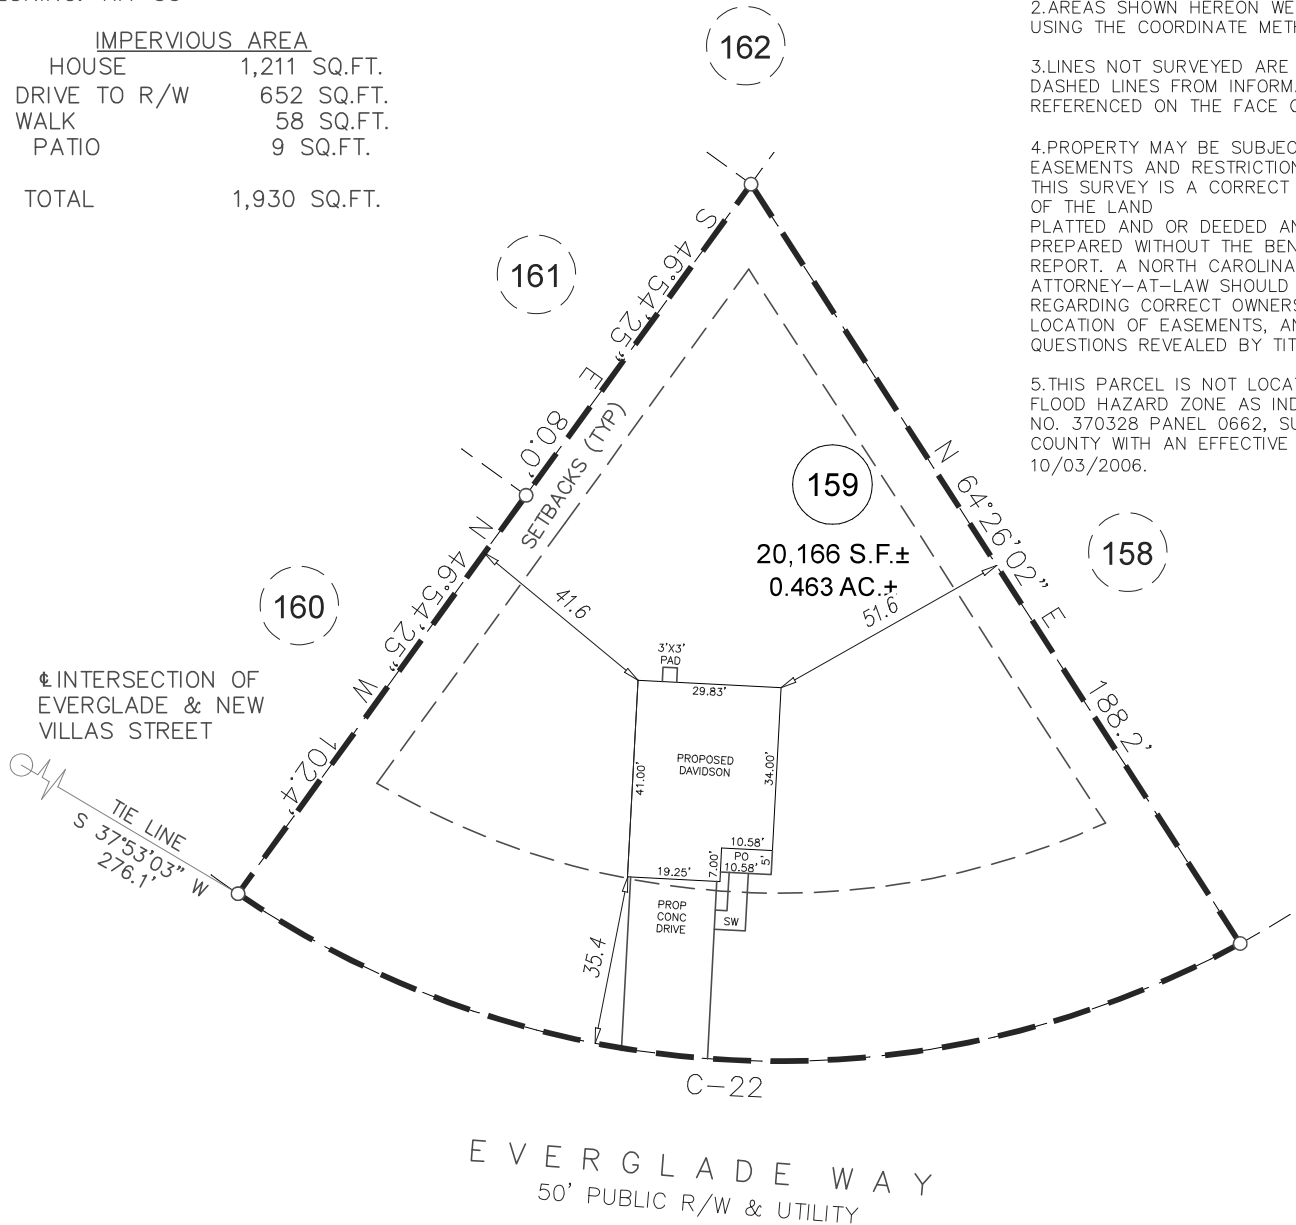 IMPERVIOUS AREA
HOUSE 1,211 SQ.FT.
DRIVE TO R/W 652 SQ.FT.
WALK 58 SQ.FT.
PATIO 9 SQ.FT.
TOTAL 1,930 SQ.FT.
162
2.AREAS SHOWN HEREON WE
USING THE COORDINATE METH
3.LINES NOT SURVEYED ARE
DASHED LINES FROM INFORMA
REFERENCED ON THE FACE O
4.PROPERTY MAY BE SUBJEC
EASEMENTS AND RESTRICTION
THIS SURVEY IS A CORRECT
OF THE LAND
PLATTED AND OR DEEDED AN
PREPARED WITHOUT THE BEN
REPORT. A NORTH CAROLINA
ATTORNEY-AT-LAW SHOULD
REGARDING CORRECT OWNERS
LOCATION OF EASEMENTS, AN
QUESTIONS REVEALED BY TIT
5.THIS PARCEL IS NOT LOCAT
FLOOD HAZARD ZONE AS IND
NO. 370328 PANEL 0662, SU
COUNTY WITH AN EFFECTIVE
10/03/2006.
161
S 46°54'25" E 80.0'
SETBACKS (TYP)
159
20,166 S.F.±
0.463 AC.±
N 64°26'02" E 188.2'
158
160
N 46°54'25" W 102.4'
41.6
51.6
3'X3'
PAD
29.83'
℄ INTERSECTION OF
EVERGLADE & NEW
VILLAS STREET
PROPOSED
DAVIDSON
41.00'
34.00'
TIE LINE
S 37°53'03" W
276.1'
10.58'
PO
10.58'
5'
7.00'
19.25'
PROP
CONC
DRIVE
SW
35.4
C-22
EVERGLADE WAY
50' PUBLIC R/W & UTILITY